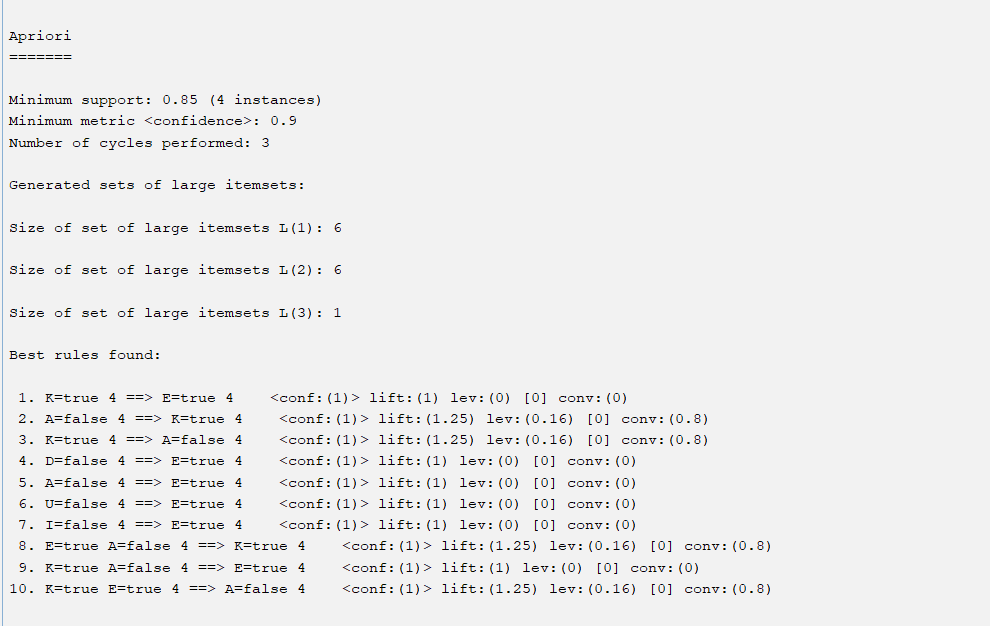 Apriori
=======
Minimum support: 0.85 (4 instances)
Minimum metric <confidence>: 0.9
Number of cycles performed: 3
Generated sets of large itemsets:
Size of set of large itemsets L(1): 6
Size of set of large itemsets L(2): 6
Size of set of large itemsets L(3): 1
Best rules found:
1. K=true 4 ==> E=true 4    <conf:(1)> lift:(1) lev:(0) [0] conv:(0)
2. A=false 4 ==> K=true 4    <conf:(1)> lift:(1.25) lev:(0.16) [0] conv:(0.8)
3. K=true 4 ==> A=false 4    <conf:(1)> lift:(1.25) lev:(0.16) [0] conv:(0.8)
4. D=false 4 ==> E=true 4    <conf:(1)> lift:(1) lev:(0) [0] conv:(0)
5. A=false 4 ==> E=true 4    <conf:(1)> lift:(1) lev:(0) [0] conv:(0)
6. U=false 4 ==> E=true 4    <conf:(1)> lift:(1) lev:(0) [0] conv:(0)
7. I=false 4 ==> E=true 4    <conf:(1)> lift:(1) lev:(0) [0] conv:(0)
8. E=true A=false 4 ==> K=true 4    <conf:(1)> lift:(1.25) lev:(0.16) [0] conv:(0.8)
9. K=true A=false 4 ==> E=true 4    <conf:(1)> lift:(1) lev:(0) [0] conv:(0)
10. K=true E=true 4 ==> A=false 4    <conf:(1)> lift:(1.25) lev:(0.16) [0] conv:(0.8)